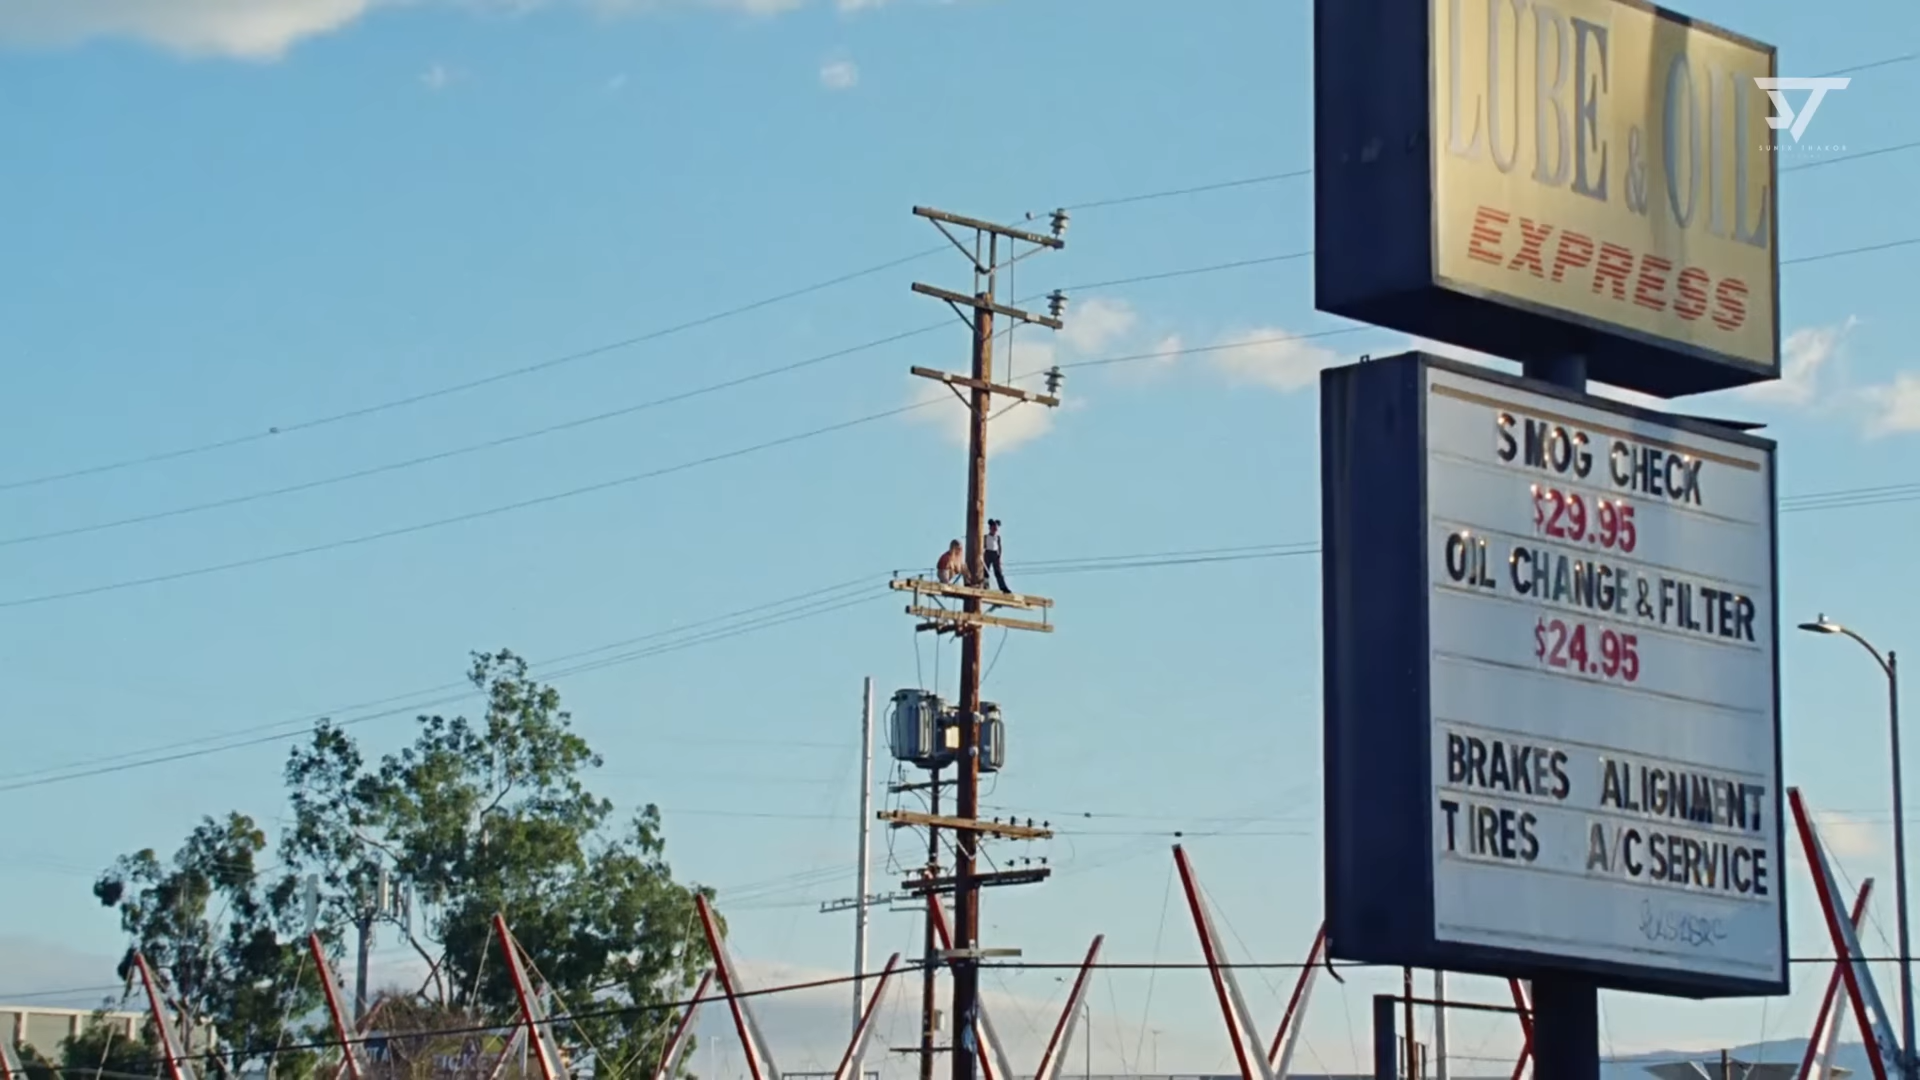 LUBE & OIL
EXPRESS
SMOG CHECK
$29.95
OIL CHANGE & FILTER
$24.95
BRAKES ALIGNMENT
TIRES A/C SERVICE